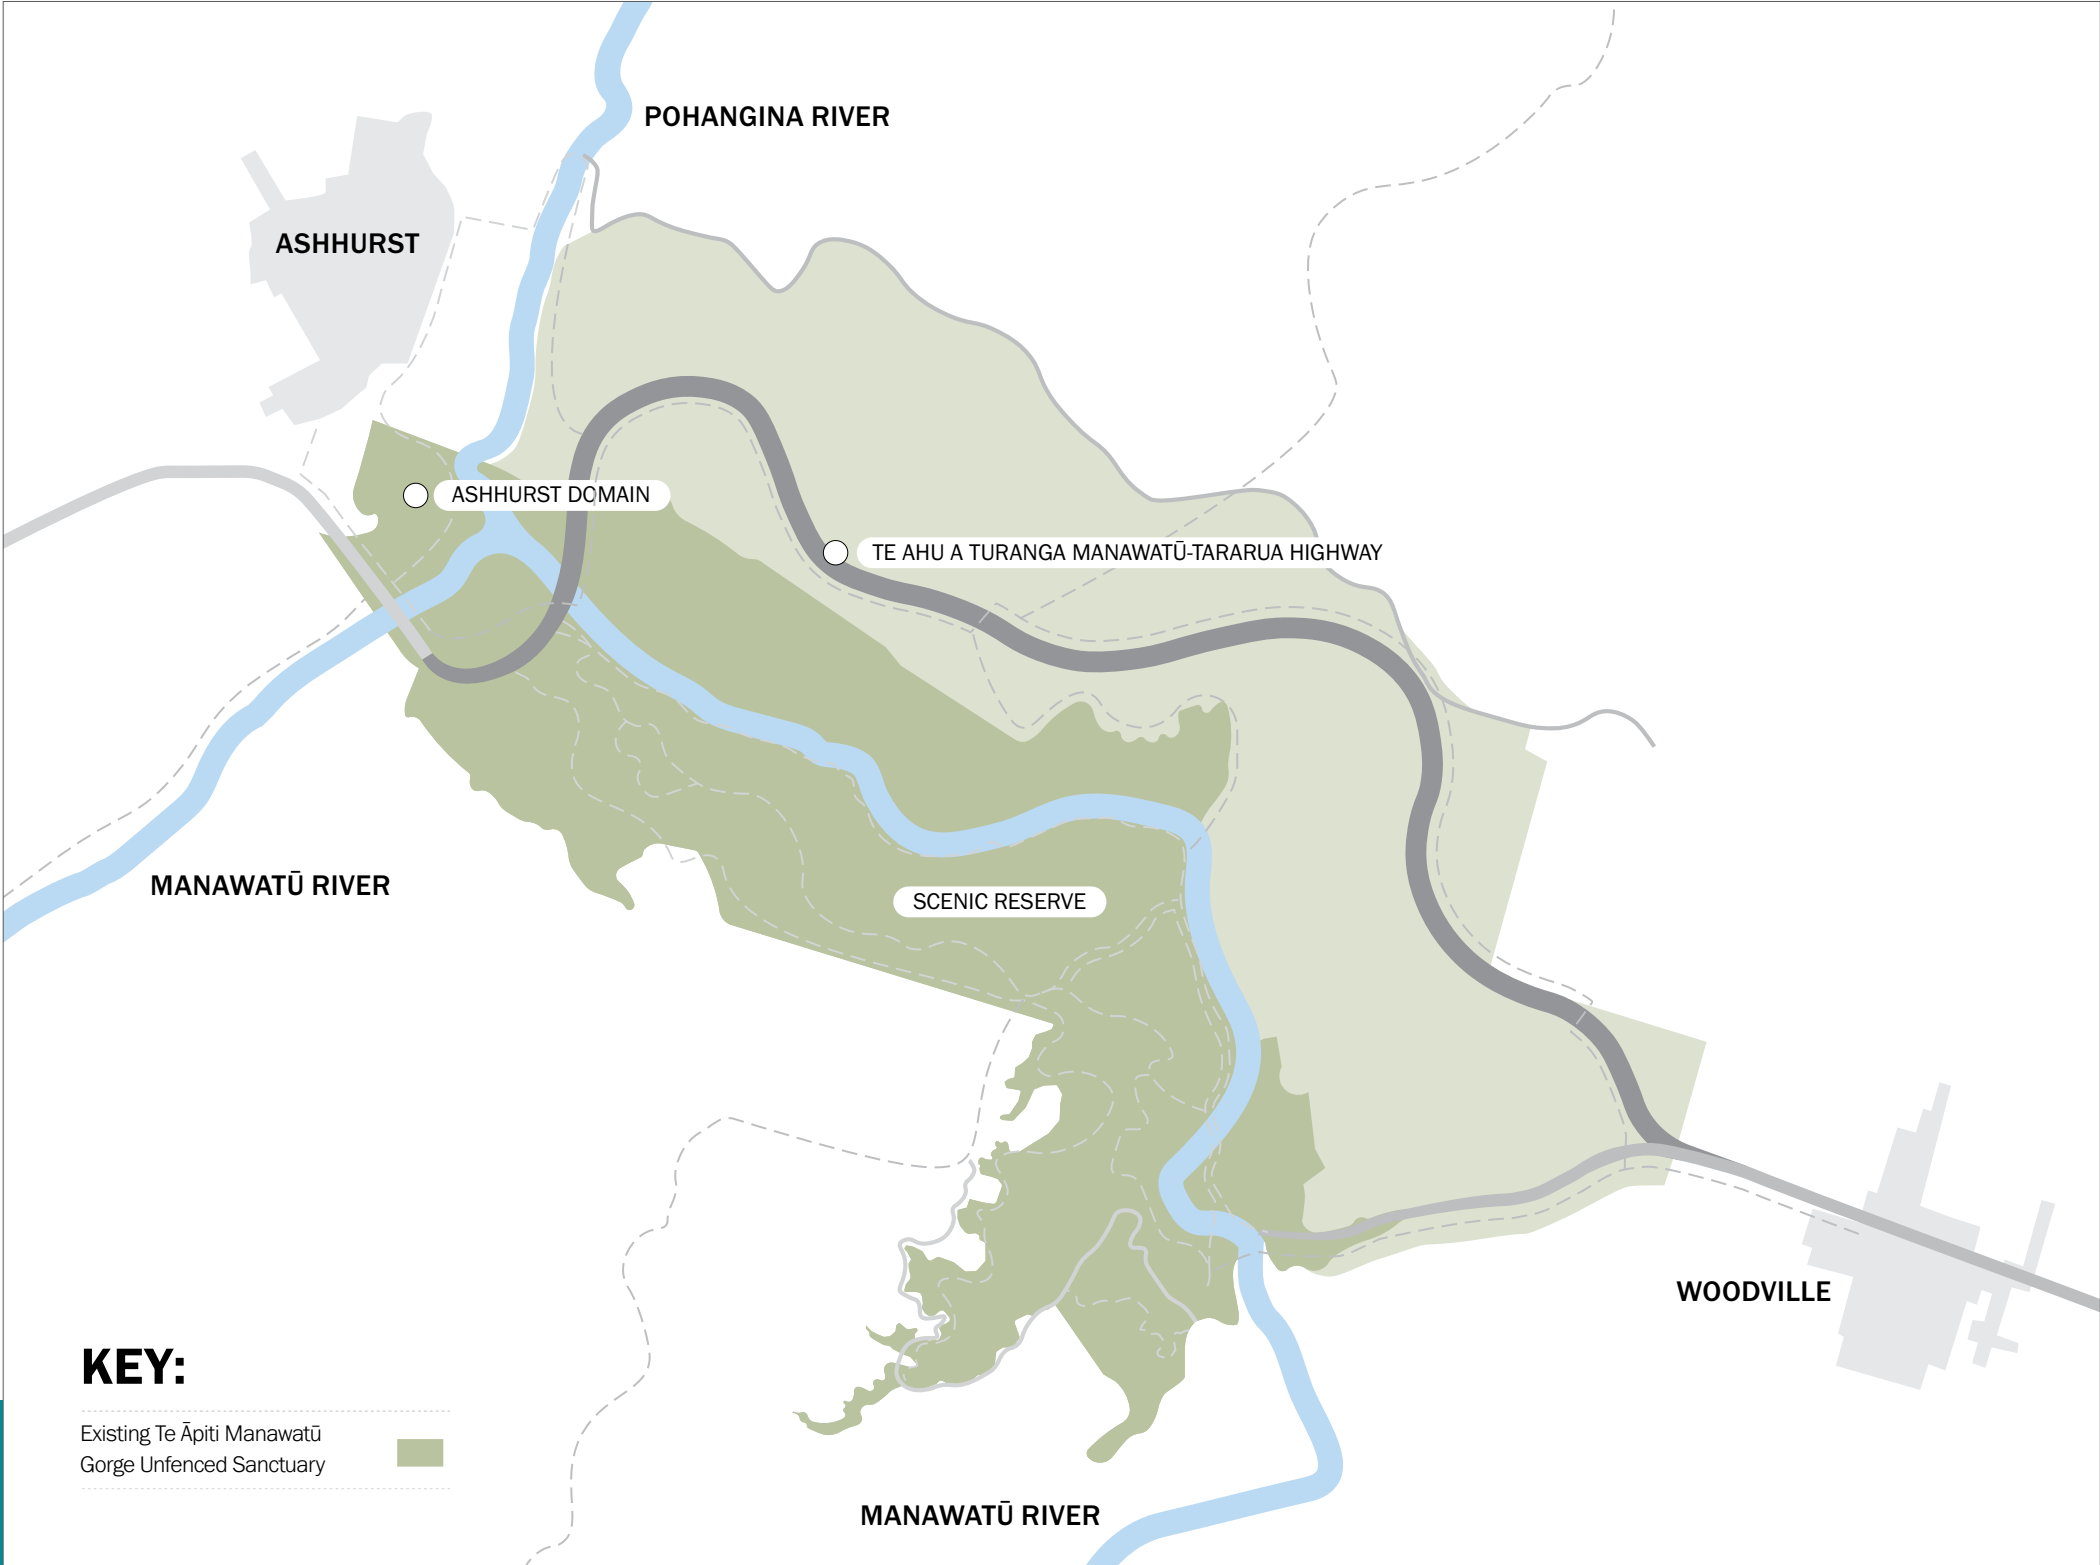 POHANGINA RIVER
ASHHURST
ASHHURST DOMAIN
TE AHU A TURANGA MANAWATŪ-TARARUA HIGHWAY
MANAWATŪ RIVER
SCENIC RESERVE
WOODVILLE
KEY:
Existing Te Āpiti Manawatū
Gorge Unfenced Sanctuary
MANAWATŪ RIVER